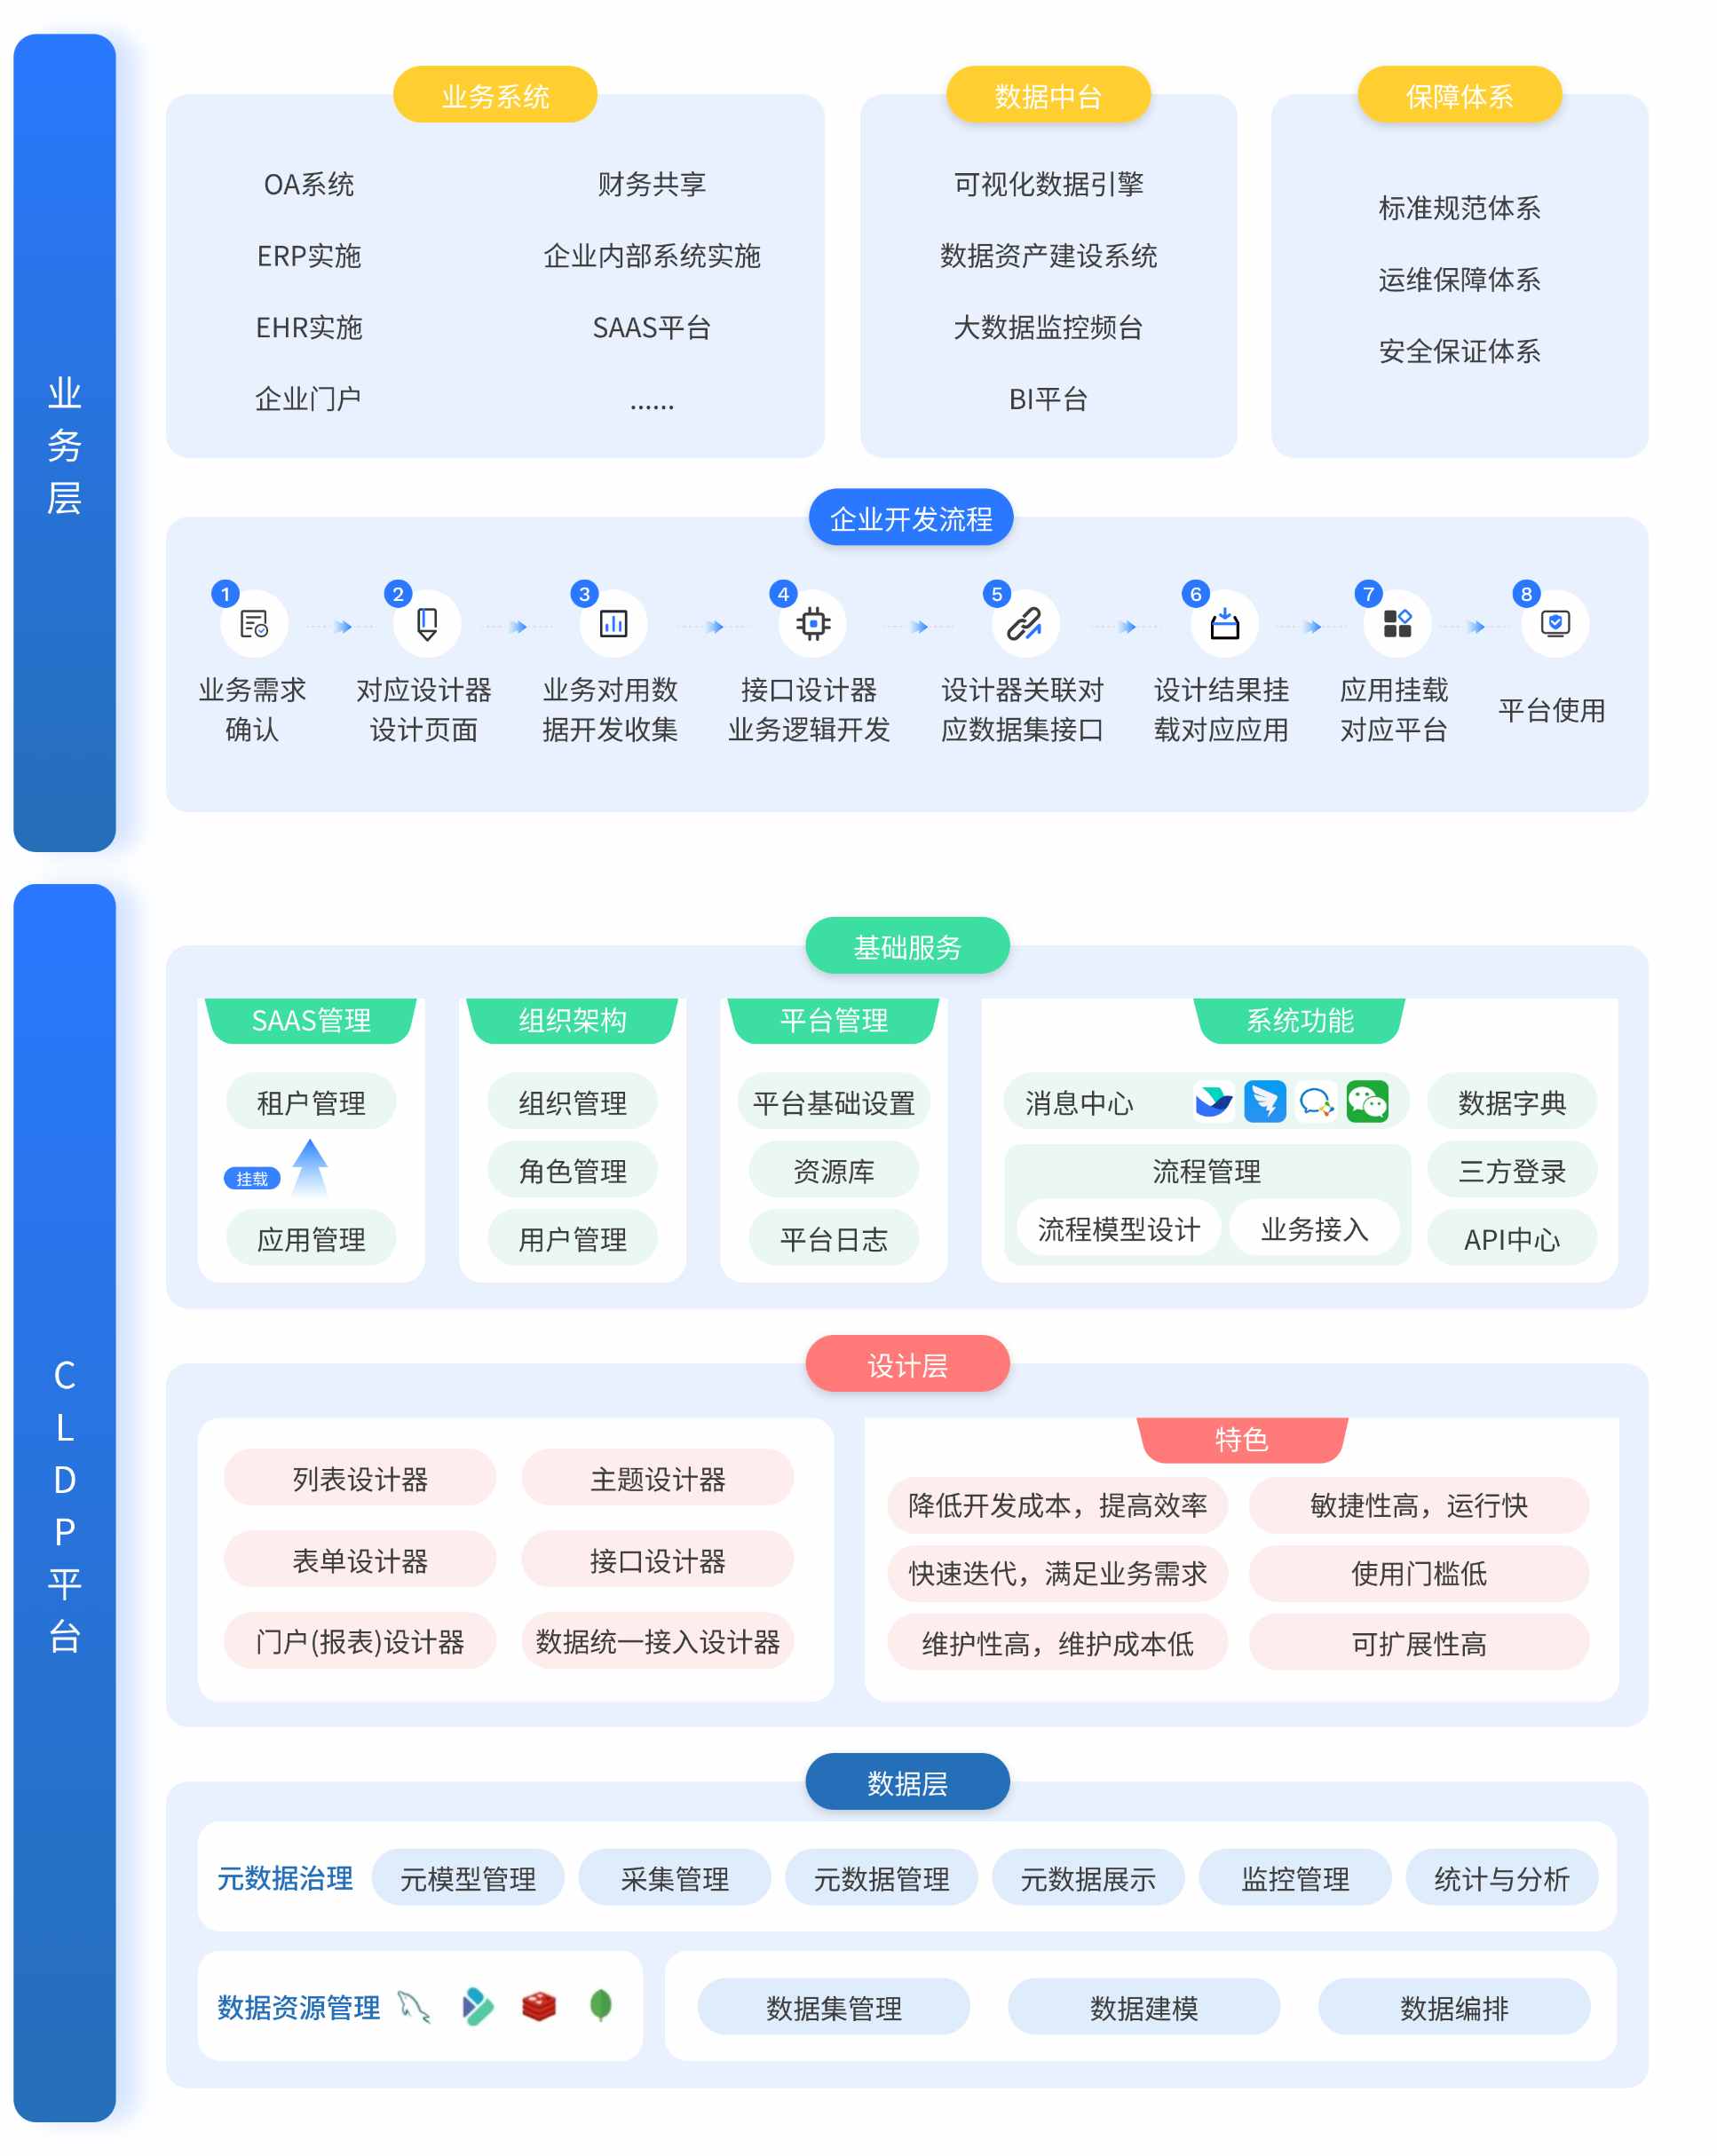 业务层
业务系统
OA系统
财务共享
ERP实施
企业内部系统实施
EHR实施
SAAS平台
企业门户
......
数据中台
可视化数据引擎
数据资产建设系统
大数据监控频台
BI平台
保障体系
标准规范体系
运维保障体系
安全保证体系
企业开发流程
1
业务需求
确认
2
对应设计器
设计页面
3
业务对用数
据开发收集
4
接口设计器
业务逻辑开发
5
设计器关联对
应数据集接口
6
设计结果挂
载对应应用
7
应用挂载
对应平台
8
平台使用
CLDP平台
基础服务
SAAS管理
租户管理
挂载
应用管理
组织架构
组织管理
角色管理
用户管理
平台管理
平台基础设置
资源库
平台日志
系统功能
消息中心
数据字典
流程管理
三方登录
流程模型设计
业务接入
API中心
设计层
列表设计器
主题设计器
表单设计器
接口设计器
门户(报表)设计器
数据统一接入设计器
特色
降低开发成本，提高效率
敏捷性高，运行快
快速迭代，满足业务需求
使用门槛低
维护性高，维护成本低
可扩展性高
数据层
元数据治理
元模型管理
采集管理
元数据管理
元数据展示
监控管理
统计与分析
数据资源管理
数据集管理
数据建模
数据编排